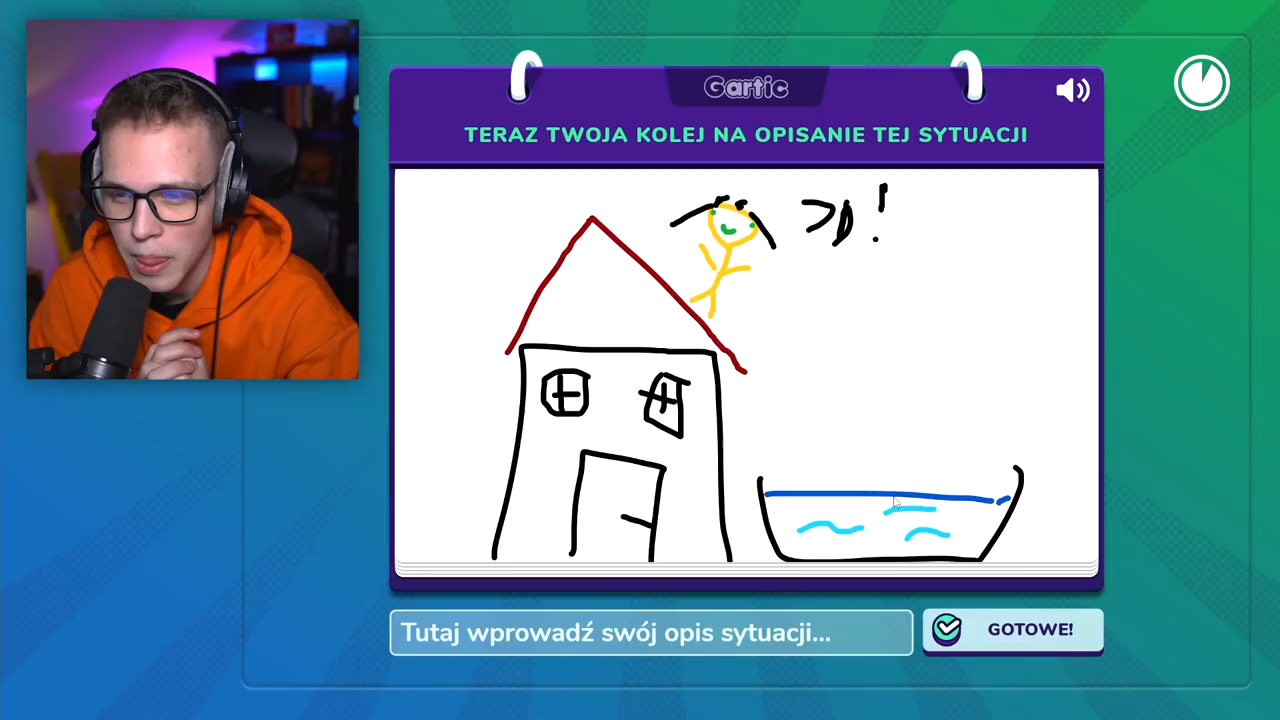 Gartic
TERAZ TWOJA KOLEJ NA OPISANIE TEJ SYTUACJI
Tutaj wprowadź swój opis sytuacji...
GOTOWE!